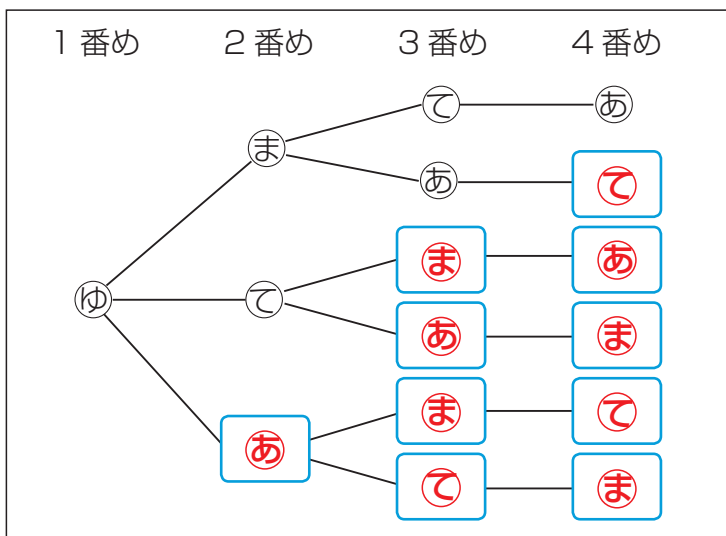 1番め 2番め 3番め 4番め
て あ
ま
あ て
ま あ
ゆ て
あ ま
ま て
あ
て ま